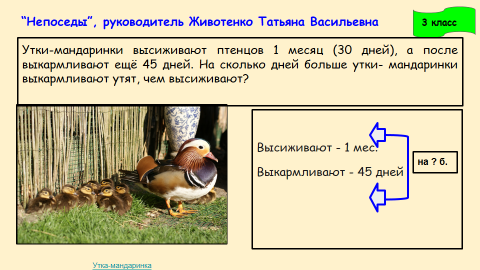 “Непоседы”, руководитель Животенко Татьяна Васильевна
3 класс
Утки-мандаринки высиживают птенцов 1 месяц (30 дней), а после
выкармливают ещё 45 дней. На сколько дней больше утки- мандаринки
выкармливают утят, чем высиживают?
Высиживают - 1 мес.
на ? б.
Выкармливают - 45 дней
Утка-мандаринка